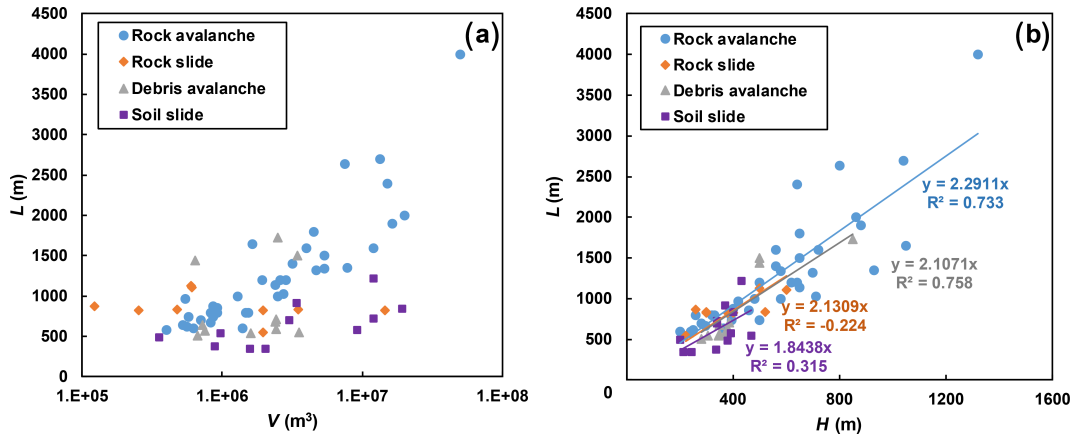 (a)
Rock avalanche
Rock slide
Debris avalanche
Soil slide
4500
4000
3500
3000
2500
2000
1500
1000
500
0
L (m)
1.E+05
1.E+06
1.E+07
1.E+08
V (m³)
(b)
Rock avalanche
Rock slide
Debris avalanche
Soil slide
4500
4000
3500
3000
2500
2000
1500
1000
500
0
L (m)
y = 2.2911x
R² = 0.733
y = 2.1071x
R² = 0.758
y = 2.1309x
R² = -0.224
y = 1.8438x
R² = 0.315
400
800
1200
1600
H (m)